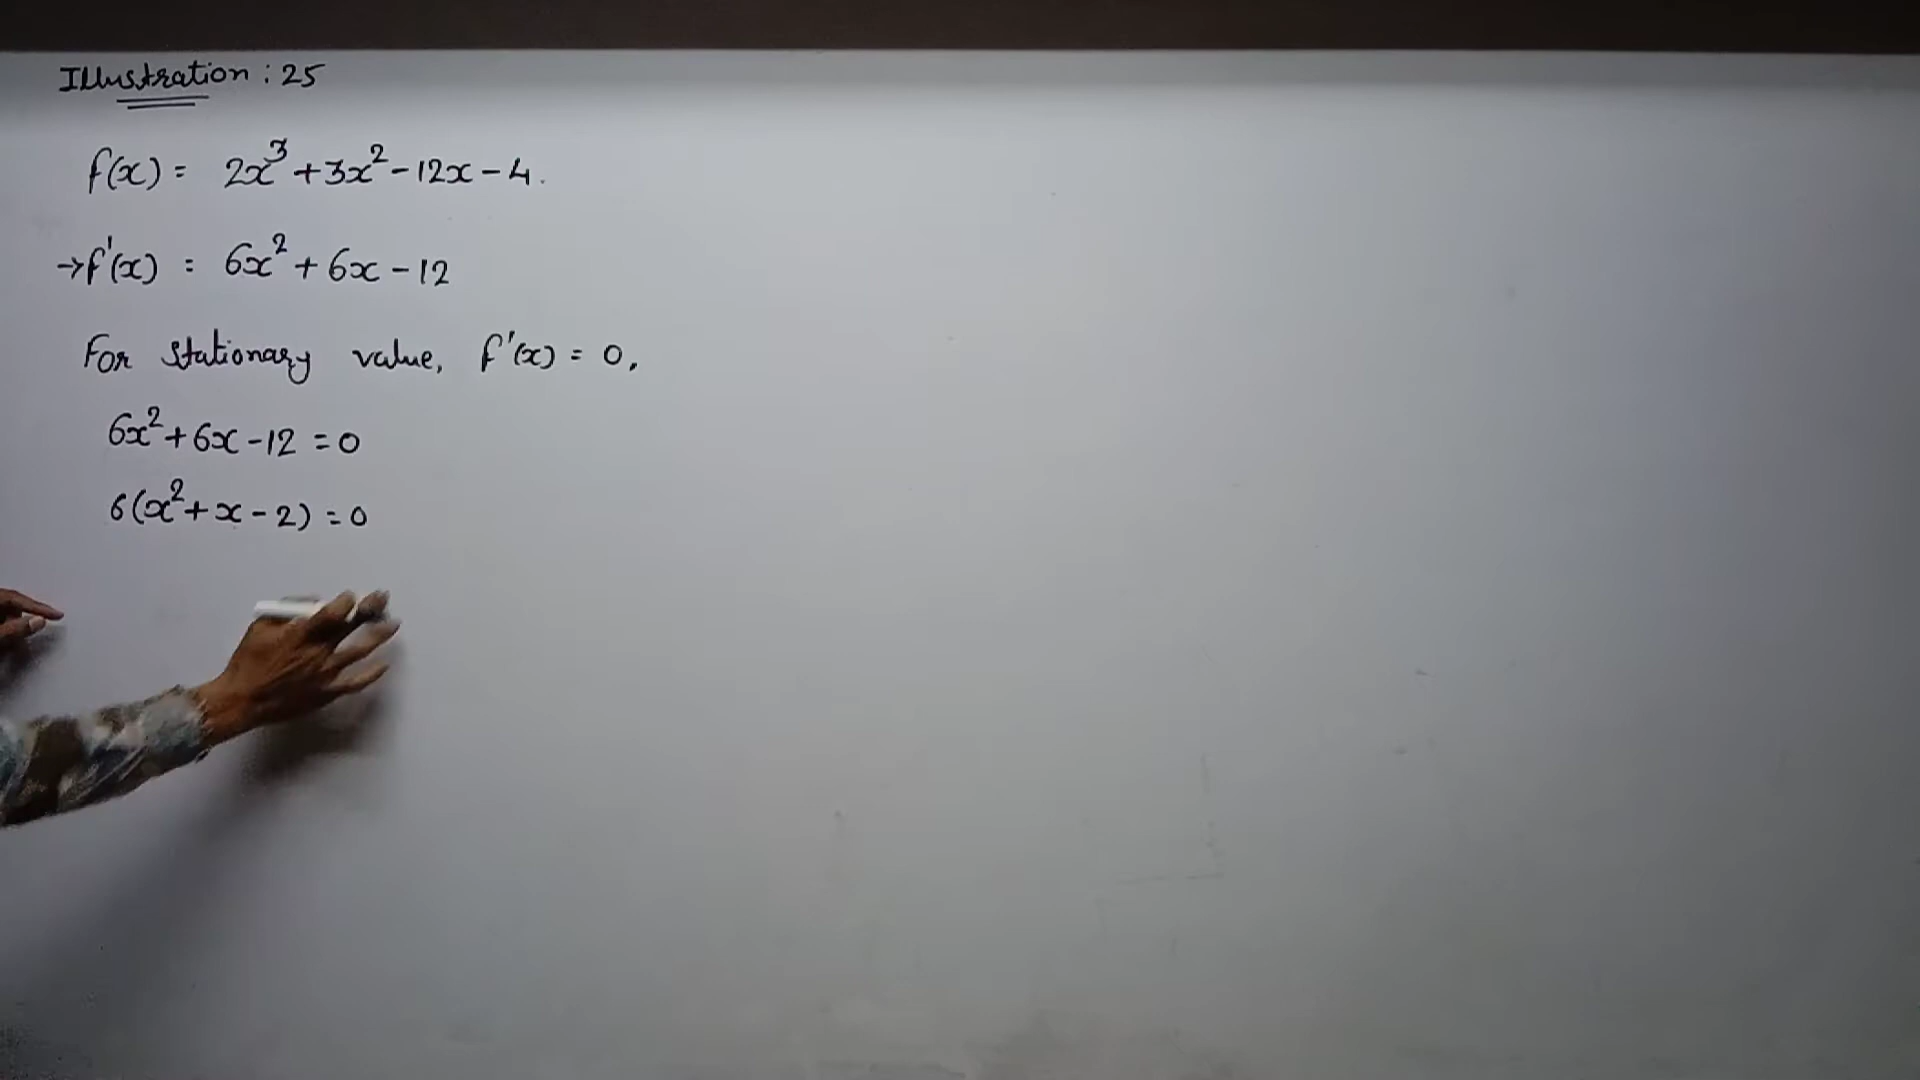 Illustration : 25
f(x) = 2x³ + 3x² - 12x - 4.
→ f'(x) = 6x² + 6x - 12
For stationary value, f'(x) = 0,
6x² + 6x - 12 = 0
6(x² + x - 2) = 0